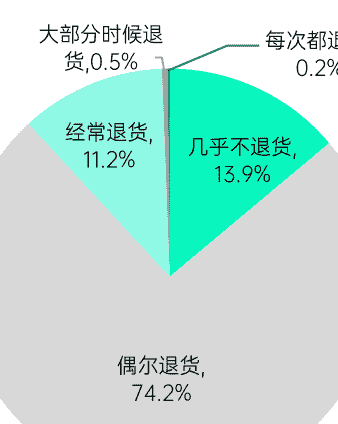 大部分时候退
货,0.5%
每次都退
0.2%
经常退货,
11.2%
几乎不退货,
13.9%
偶尔退货,
74.2%